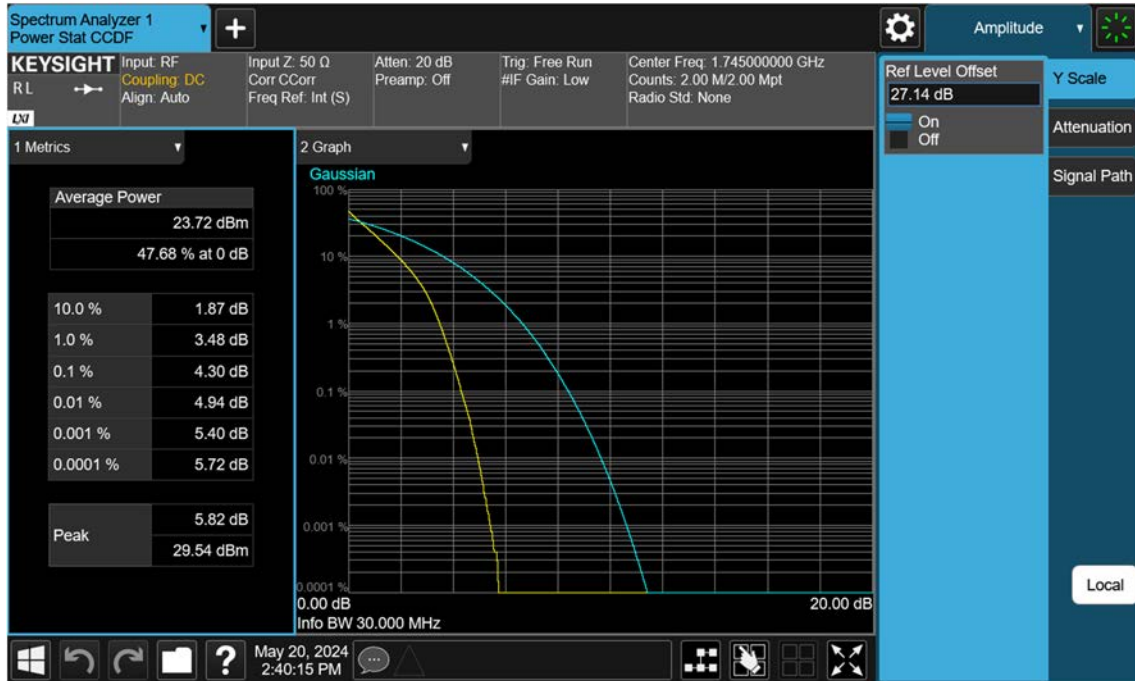 Spectrum Analyzer 1
Power Stat CCDF
+
Amplitude
KEYSIGHT
R L
LXI
Input: RF
Coupling: DC
Align: Auto
Input Z: 50 Ω
Corr CCorr
Freq Ref: Int (S)
Atten: 20 dB
Preamp: Off
Trig: Free Run
#IF Gain: Low
Center Freq: 1.745000000 GHz
Counts: 2.00 M/2.00 Mpt
Radio Std: None
Ref Level Offset
27.14 dB
On
Off
Y Scale
Attenuation
Signal Path
1 Metrics
Average Power
23.72 dBm
47.68 % at 0 dB
10.0 % 1.87 dB
1.0 % 3.48 dB
0.1 % 4.30 dB
0.01 % 4.94 dB
0.001 % 5.40 dB
0.0001 % 5.72 dB
Peak
5.82 dB
29.54 dBm
2 Graph
Gaussian
100 %
10 %
1 %
0.1 %
0.01 %
0.001 %
0.0001 %
0.00 dB 20.00 dB
Info BW 30.000 MHz
Local
?
May 20, 2024
2:40:15 PM